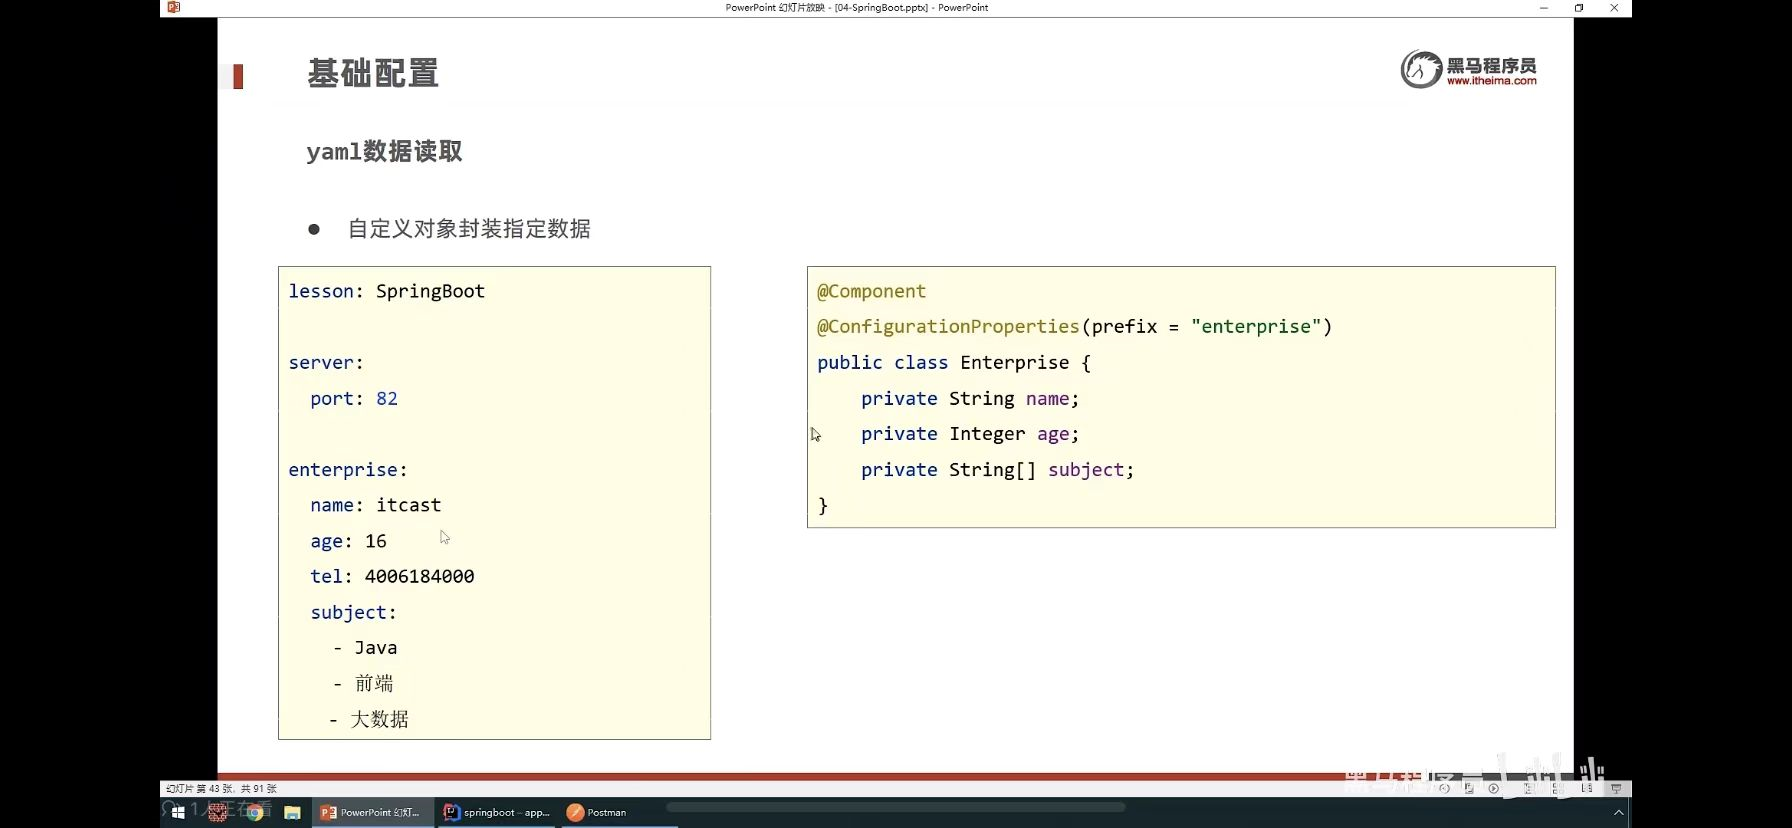 PowerPoint 幻灯片放映 - [04-SpringBoot.pptx] - PowerPoint
基础配置
黑马程序员
www.itheima.com
yaml数据读取
● 自定义对象封装指定数据
lesson: SpringBoot
server:
  port: 82
enterprise:
  name: itcast
  age: 16
  tel: 4006184000
  subject:
    - Java
    - 前端
    - 大数据
@Component
@ConfigurationProperties(prefix = "enterprise")
public class Enterprise {
    private String name;
    private Integer age;
    private String[] subject;
}
黑马程序员
幻灯片 第 43 张，共 91 张
1人正在看
PowerPoint 幻灯...
springboot – app...
Postman